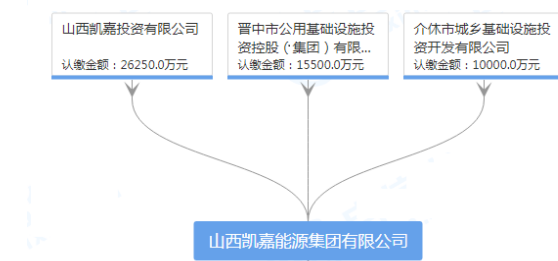 山西凯嘉投资有限公司
认缴金额：26250.0万元
晋中市公用基础设施投
资控股（集团）有限...
认缴金额：15500.0万元
介休市城乡基础设施投
资开发有限公司
认缴金额：10000.0万元
山西凯嘉能源集团有限公司